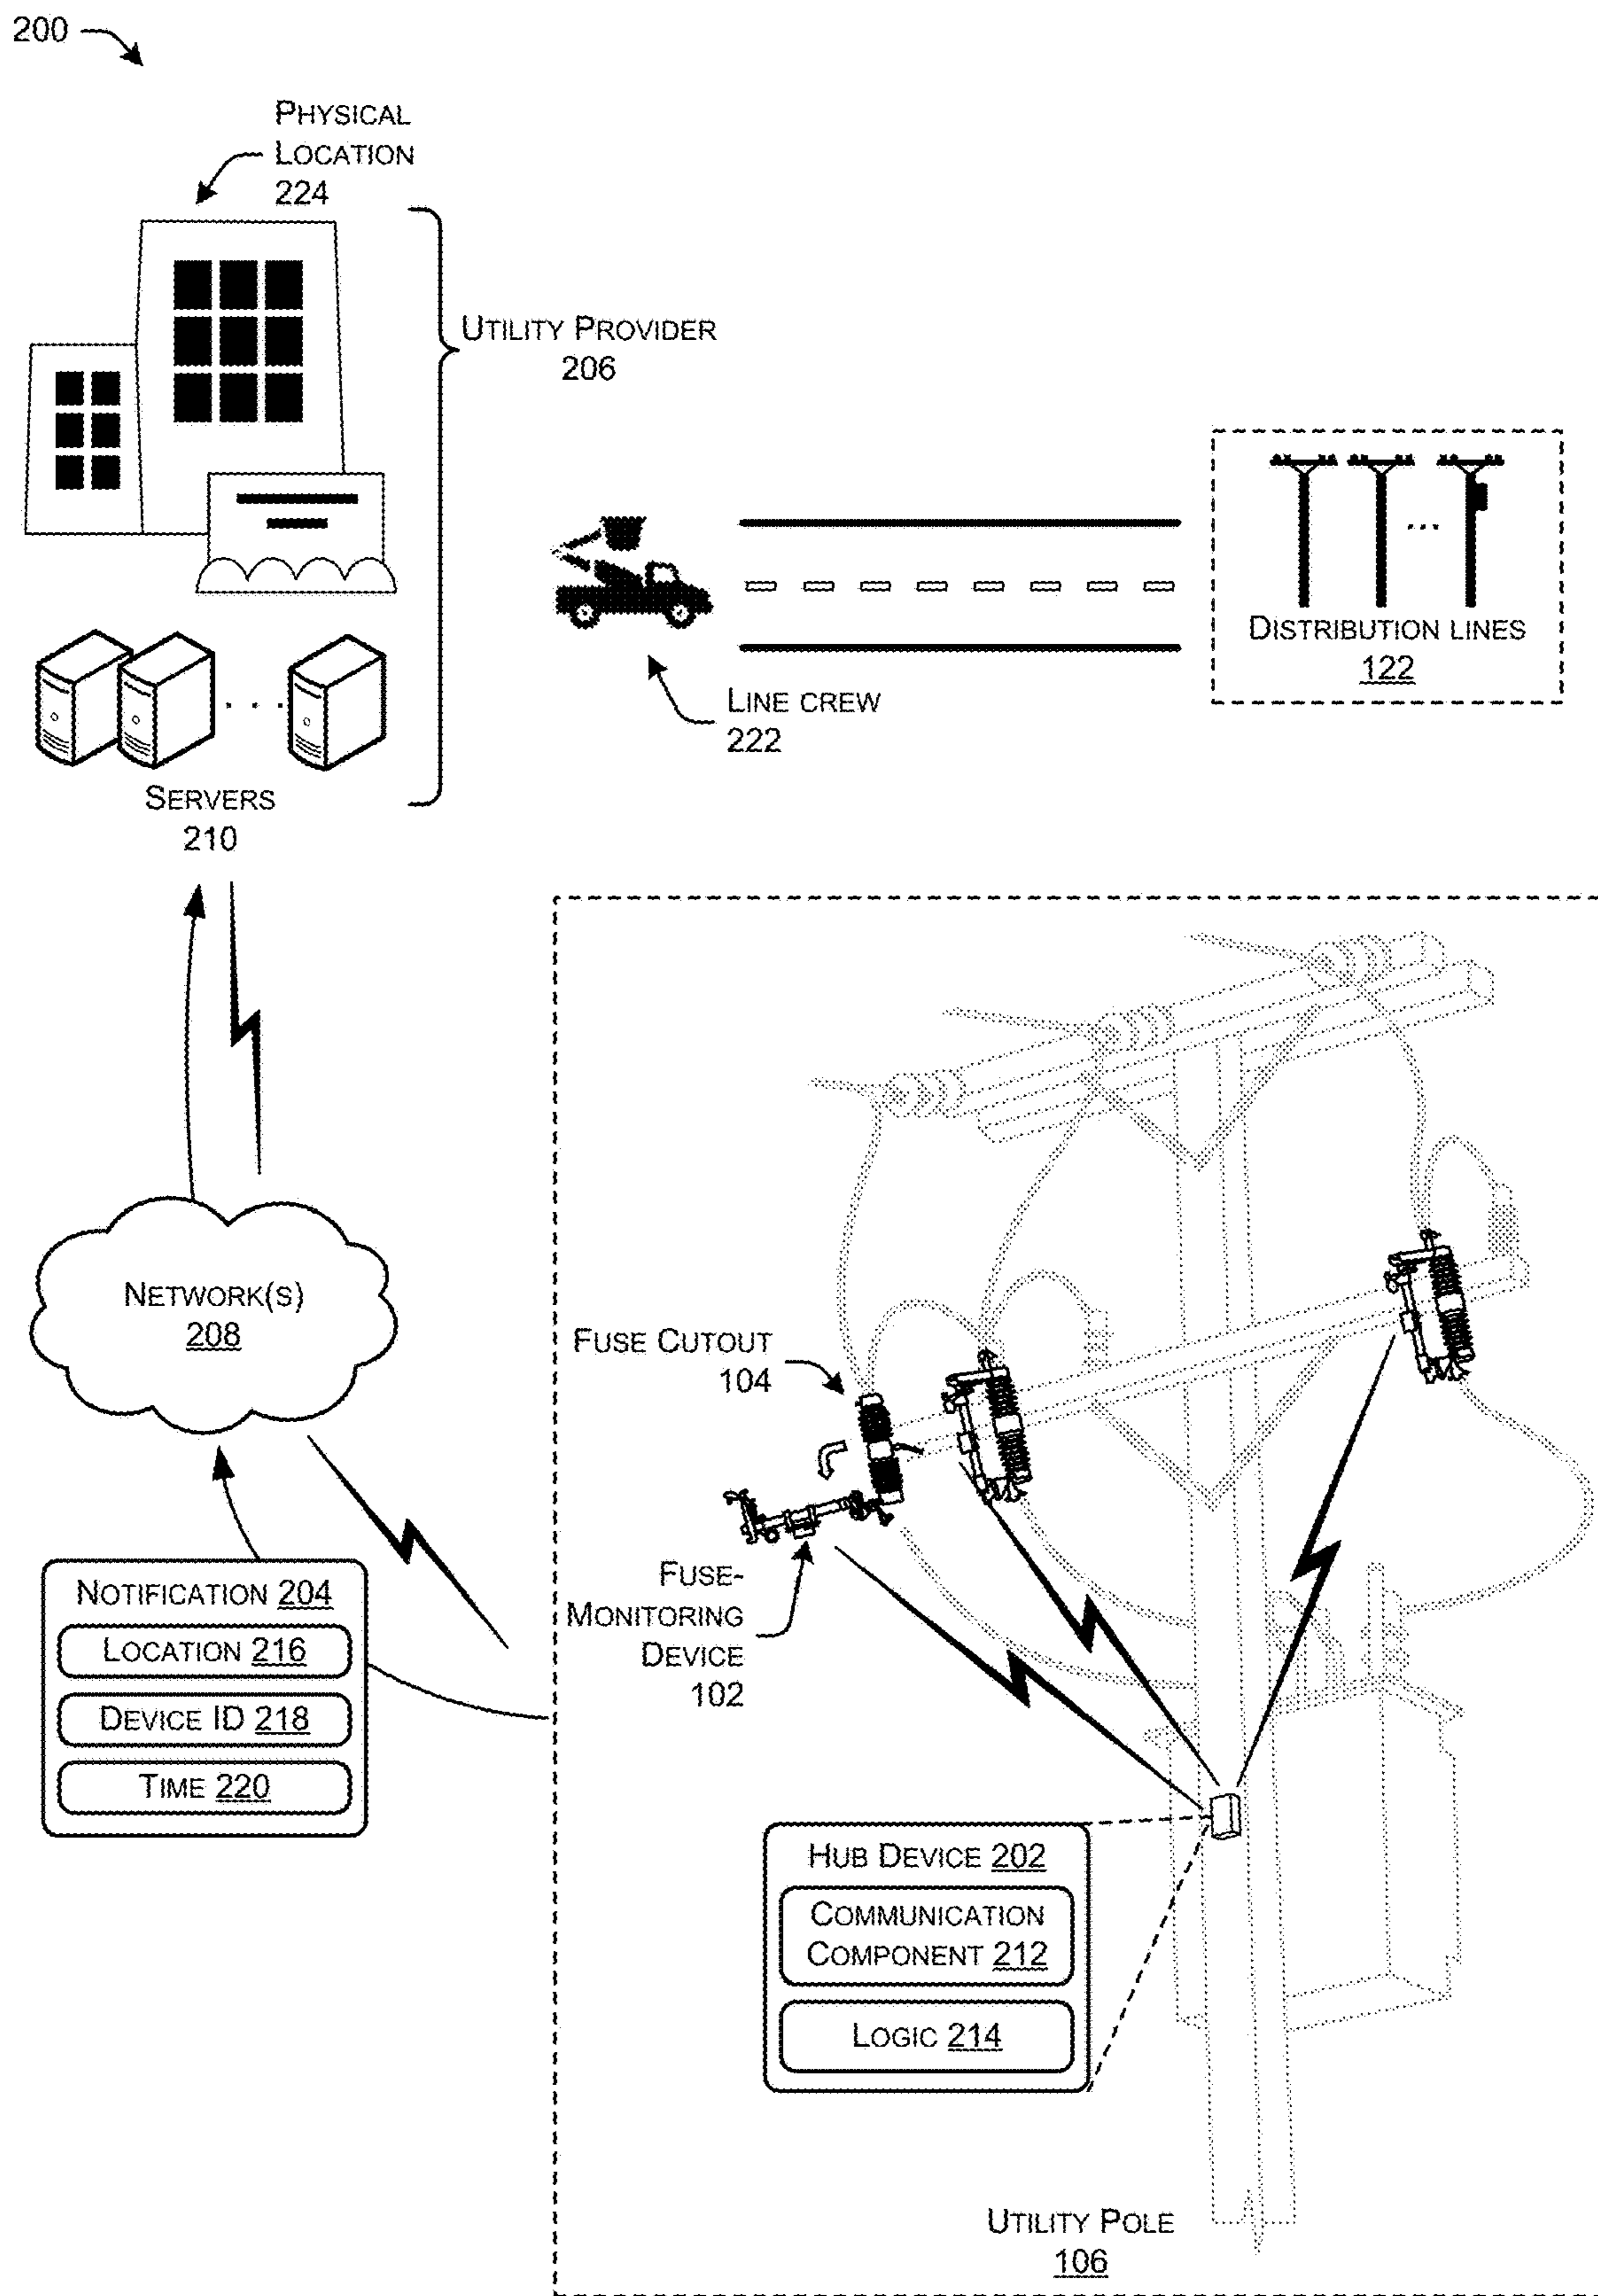 200
PHYSICAL
LOCATION
224
UTILITY PROVIDER
206
DISTRIBUTION LINES
122
LINE CREW
222
SERVERS
210
NETWORK(S)
208
FUSE CUTOUT
104
FUSE-
MONITORING
DEVICE
102
NOTIFICATION 204
LOCATION 216
DEVICE ID 218
TIME 220
HUB DEVICE 202
COMMUNICATION
COMPONENT 212
LOGIC 214
UTILITY POLE
106